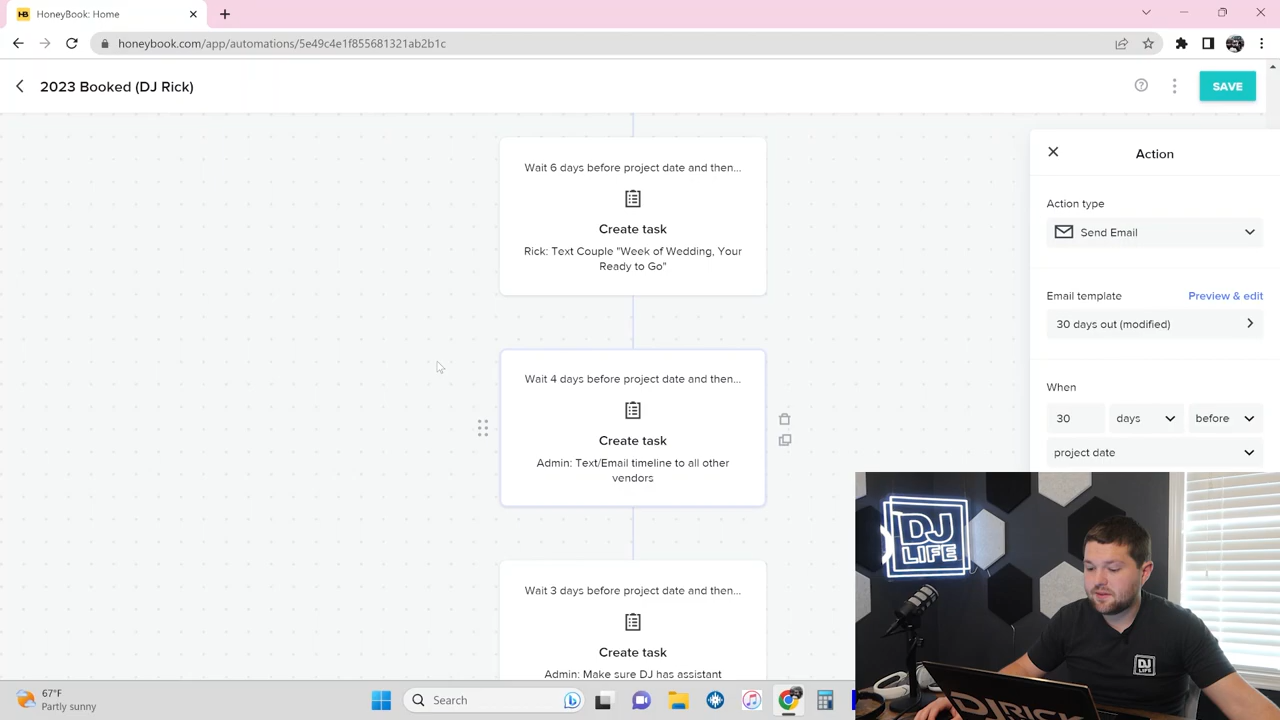 HB
HoneyBook: Home
honeybook.com/app/automations/5e49c4e1f855681321ab2b1c
2023 Booked (DJ Rick)
SAVE
Wait 6 days before project date and then...
Create task
Rick: Text Couple "Week of Wedding, Your
Ready to Go"
Wait 4 days before project date and then...
Create task
Admin: Text/Email timeline to all other
vendors
Wait 3 days before project date and then...
Create task
Admin: Make sure DJ has assistant
Action
Action type
Send Email
Email template
Preview & edit
30 days out (modified)
When
30
days
before
project date
DJ
LIFE
DJ
LIFE
DJ RICK
67°F
Partly sunny
Search